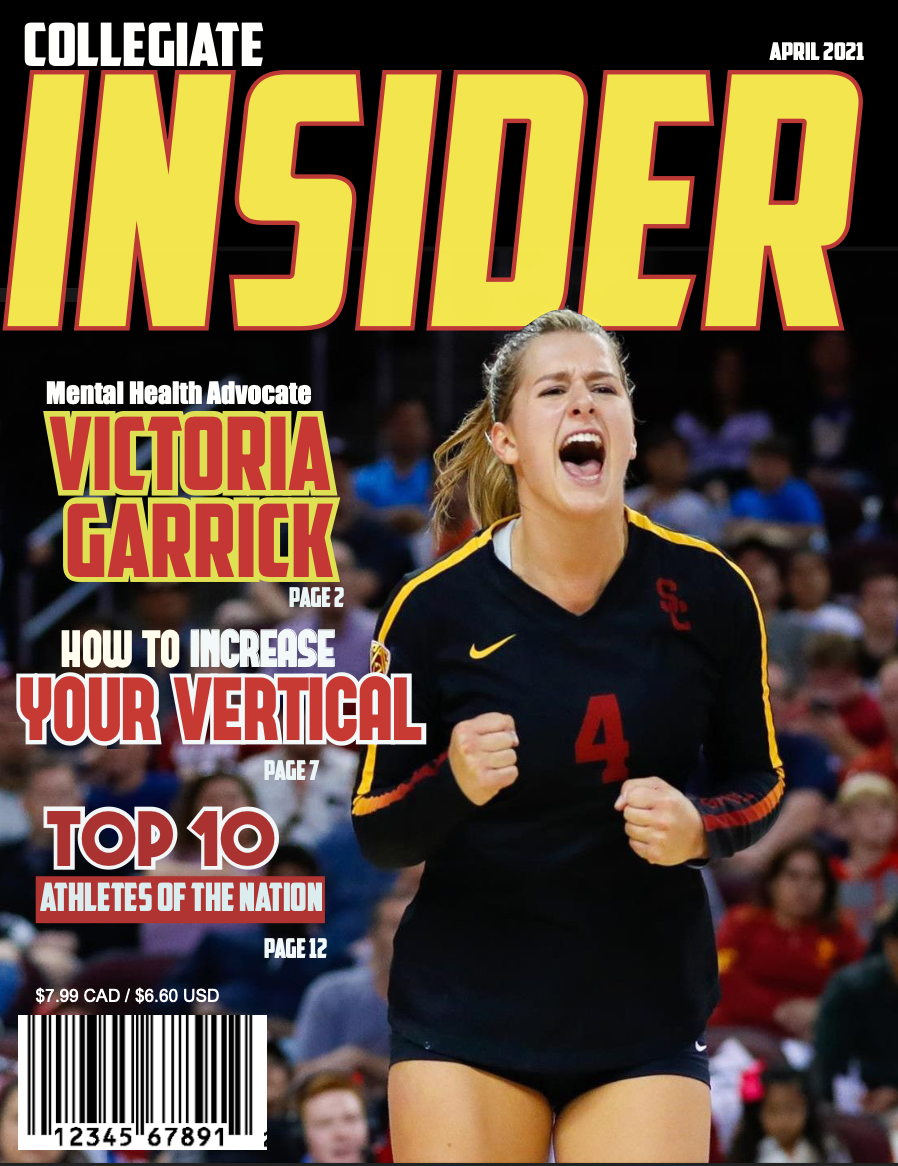 COLLEGIATE
APRIL 2021
INSIDER
Mental Health Advocate
VICTORIA
GARRICK
PAGE 2
HOW TO INCREASE
YOUR VERTICAL
PAGE 7
TOP 10
ATHLETES OF THE NATION
PAGE 12
$7.99 CAD / $6.60 USD
12345 67891
SC
4